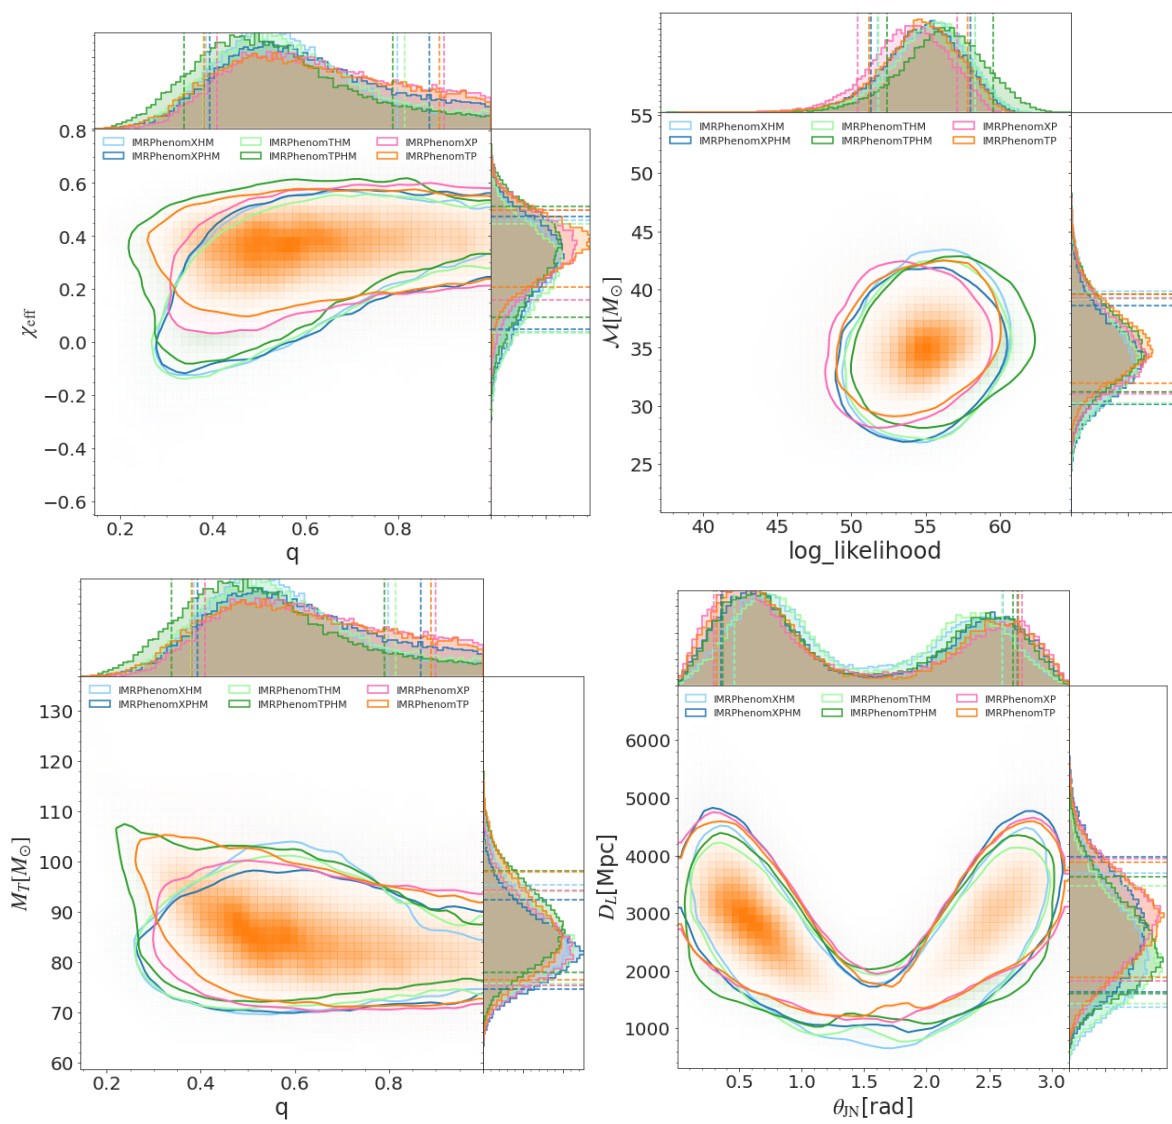 0.8
0.6
0.4
0.2
0.0
−0.2
−0.4
−0.6
χeff
IMRPhenomXHM IMRPhenomTHM IMRPhenomXP
IMRPhenomXPHM IMRPhenomTPHM IMRPhenomTP
0.2 0.4 0.6 0.8
q
55
50
45
40
35
30
25
ℳ[M⊙]
IMRPhenomXHM IMRPhenomTHM IMRPhenomXP
IMRPhenomXPHM IMRPhenomTPHM IMRPhenomTP
40 45 50 55 60
log_likelihood
130
120
110
100
90
80
70
60
M_T[M⊙]
IMRPhenomXHM IMRPhenomTHM IMRPhenomXP
IMRPhenomXPHM IMRPhenomTPHM IMRPhenomTP
0.2 0.4 0.6 0.8
q
6000
5000
4000
3000
2000
1000
D_L[Mpc]
IMRPhenomXHM IMRPhenomTHM IMRPhenomXP
IMRPhenomXPHM IMRPhenomTPHM IMRPhenomTP
0.5 1.0 1.5 2.0 2.5 3.0
θJN[rad]